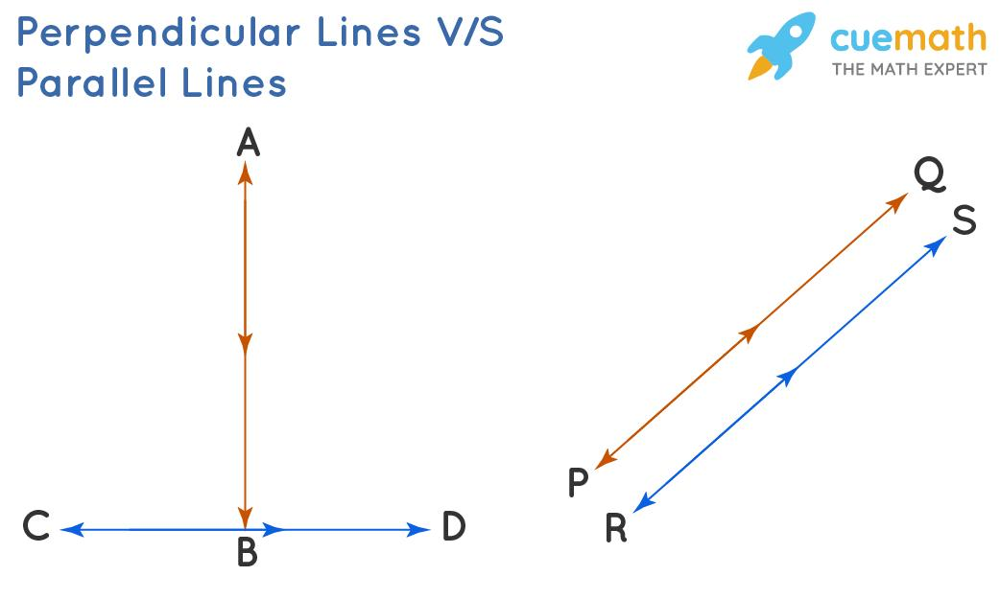 Perpendicular Lines V/S
Parallel Lines
cuemath
THE MATH EXPERT
A
Q
S
P
R
C
D
B